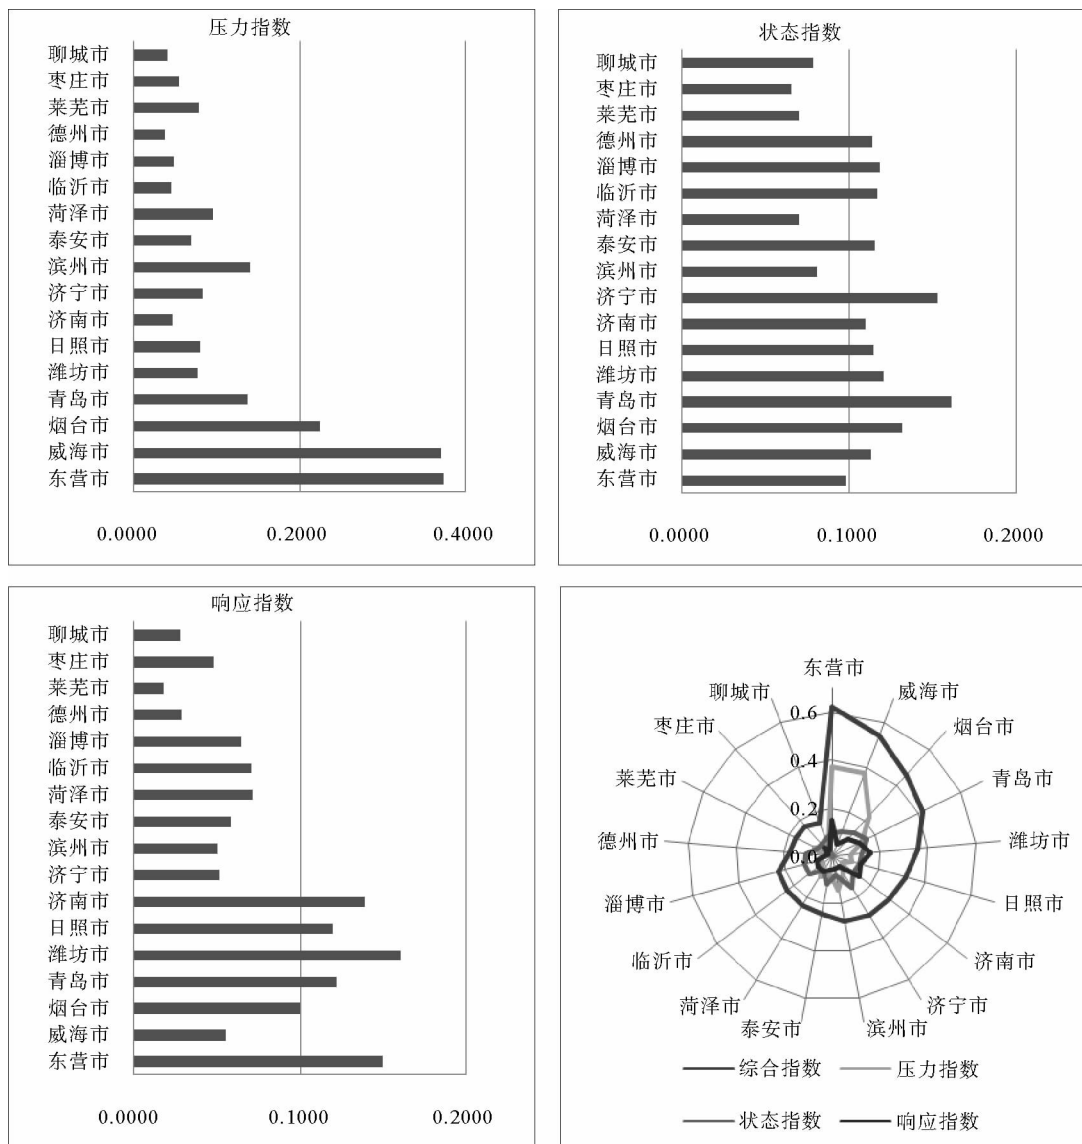 压力指数
聊城市
枣庄市
莱芜市
德州市
淄博市
临沂市
菏泽市
泰安市
滨州市
济宁市
济南市
日照市
潍坊市
青岛市
烟台市
威海市
东营市
0.0000 0.2000 0.4000
状态指数
聊城市
枣庄市
莱芜市
德州市
淄博市
临沂市
菏泽市
泰安市
滨州市
济宁市
济南市
日照市
潍坊市
青岛市
烟台市
威海市
东营市
0.0000 0.1000 0.2000
响应指数
聊城市
枣庄市
莱芜市
德州市
淄博市
临沂市
菏泽市
泰安市
滨州市
济宁市
济南市
日照市
潍坊市
青岛市
烟台市
威海市
东营市
0.0000 0.1000 0.2000
东营市
威海市
烟台市
青岛市
潍坊市
日照市
济南市
济宁市
滨州市
泰安市
菏泽市
临沂市
淄博市
德州市
莱芜市
枣庄市
聊城市
0.6
0.4
0.2
0.0
综合指数 压力指数
状态指数 响应指数